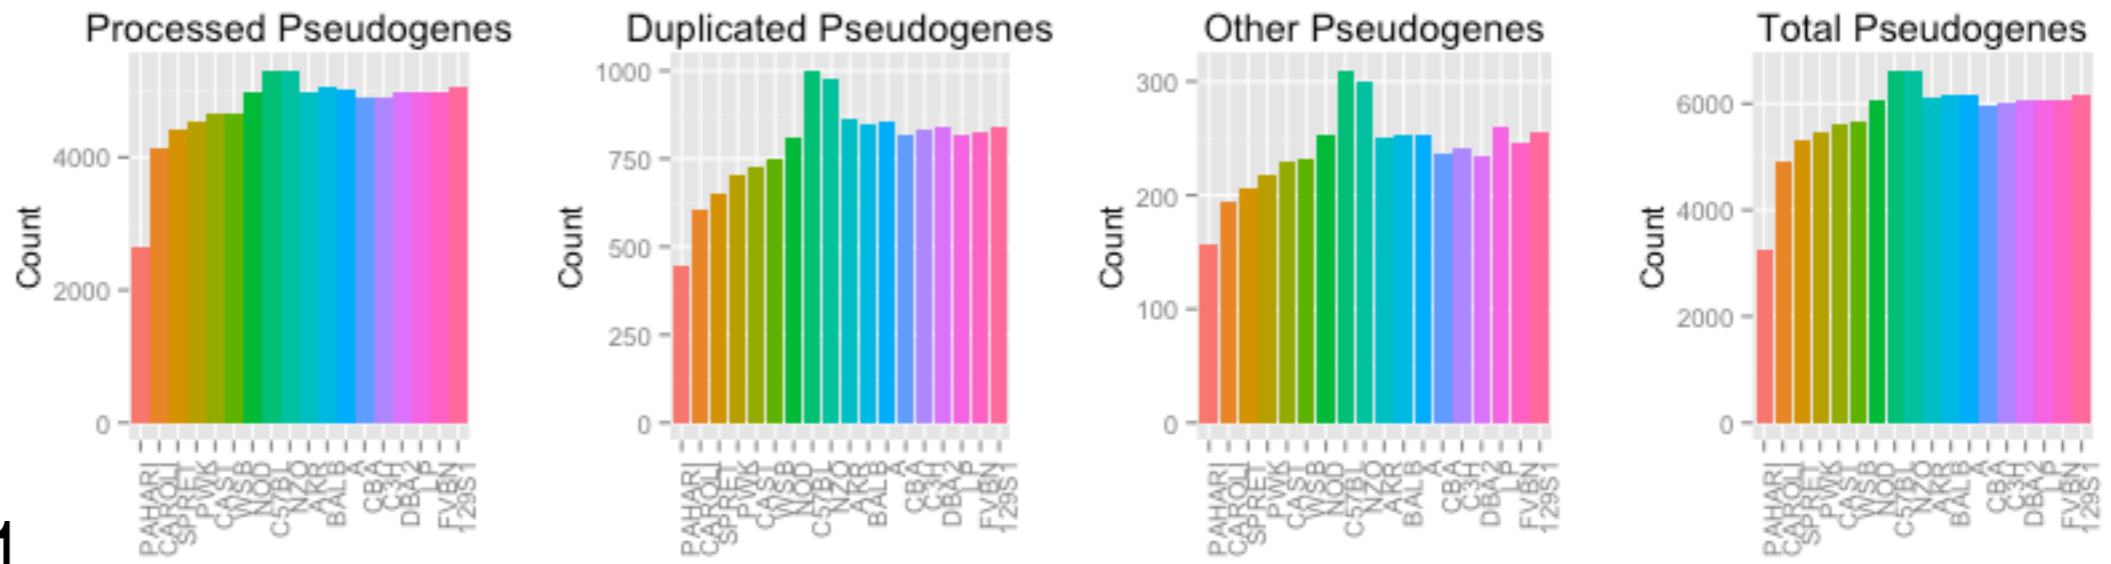 Processed Pseudogenes
Duplicated Pseudogenes
Other Pseudogenes
Total Pseudogenes
Count
4000
2000
0
PAHARI
CAROLI
SPRET
PWK
CAST
WSB
NOD
C57BL
NZO
AKR
BALB
A
CBA
C3H
DBA2
LP
FVBN
129S1
Count
1000
750
500
250
0
PAHARI
CAROLI
SPRET
PWK
CAST
WSB
NOD
C57BL
NZO
AKR
BALB
A
CBA
C3H
DBA2
LP
FVBN
129S1
Count
300
200
100
0
PAHARI
CAROLI
SPRET
PWK
CAST
WSB
NOD
C57BL
NZO
AKR
BALB
A
CBA
C3H
DBA2
LP
FVBN
129S1
Count
6000
4000
2000
0
PAHARI
CAROLI
SPRET
PWK
CAST
WSB
NOD
C57BL
NZO
AKR
BALB
A
CBA
C3H
DBA2
LP
FVBN
129S1
1